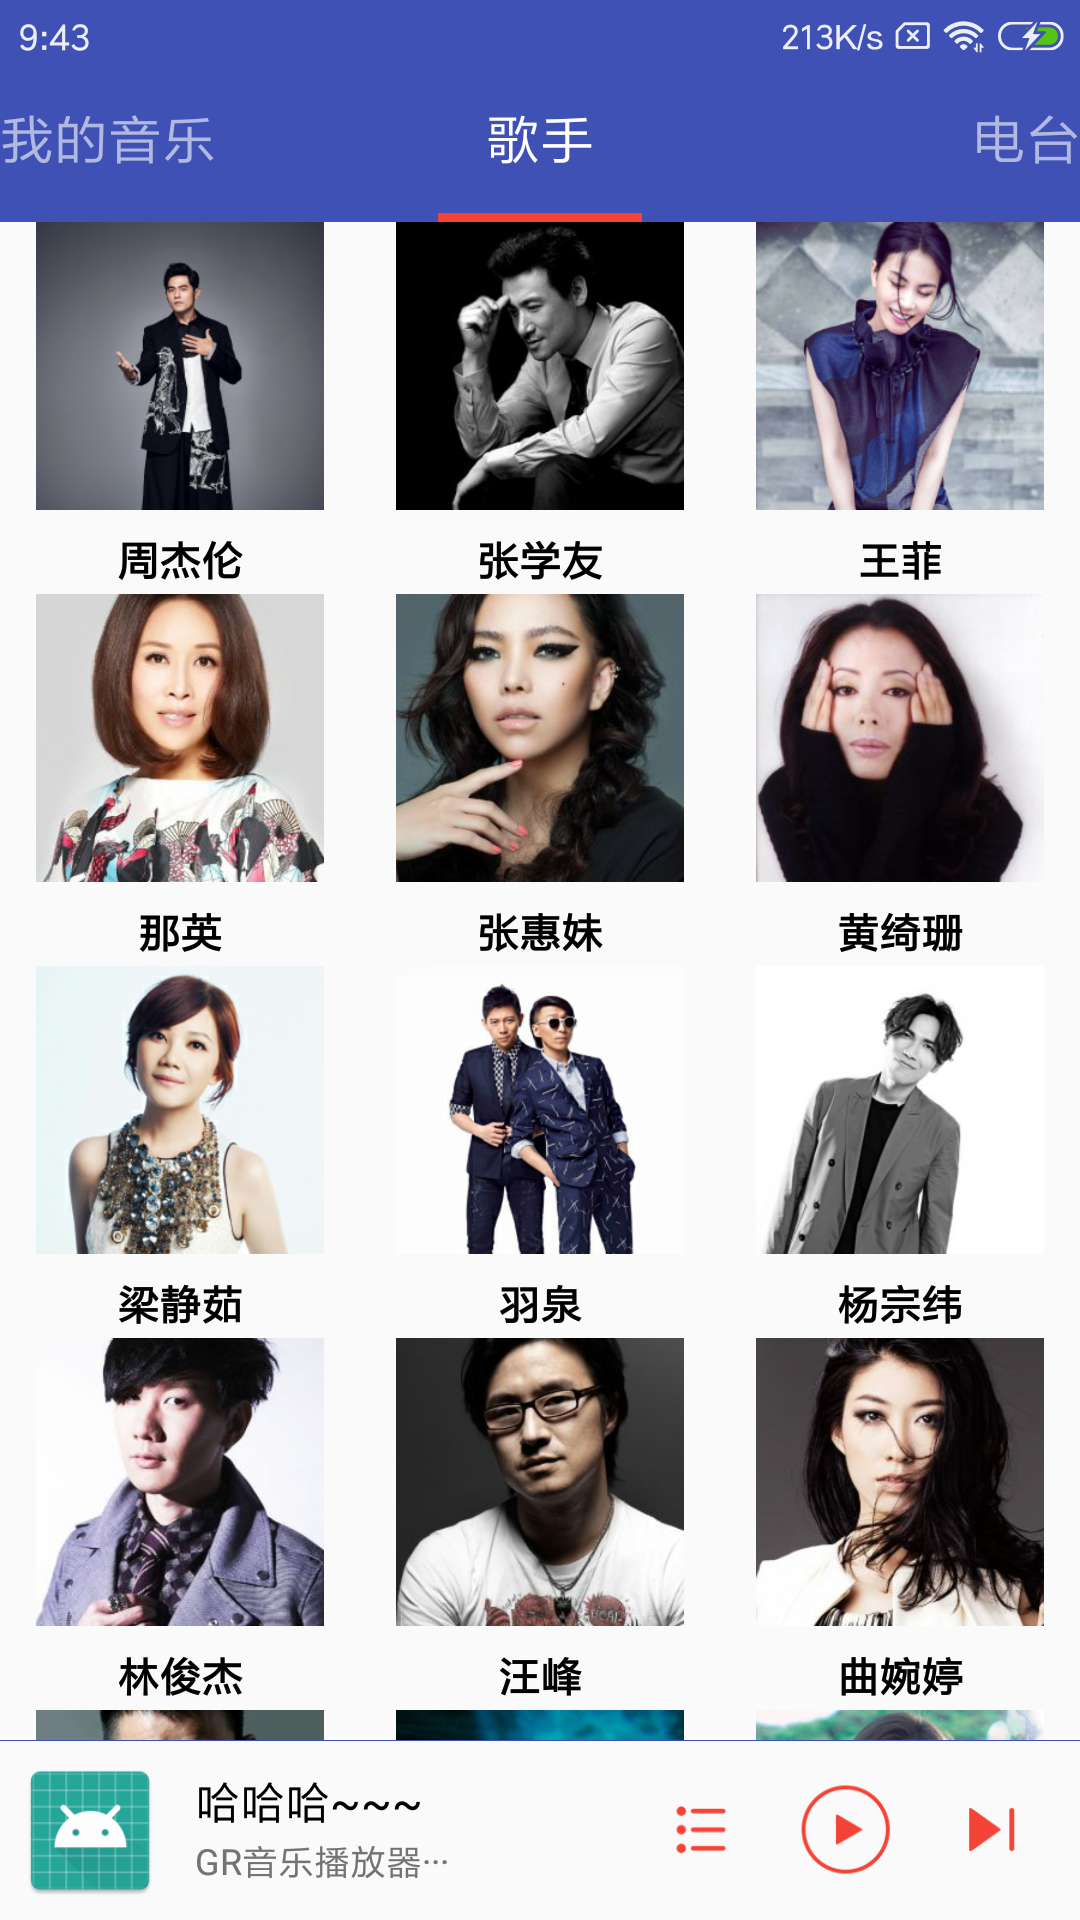 9:43 213K/s
我的音乐 歌手 电台
周杰伦 张学友 王菲
那英 张惠妹 黄绮珊
梁静茹 羽泉 杨宗纬
林俊杰 汪峰 曲婉婷
哈哈哈~~~
GR音乐播放器···